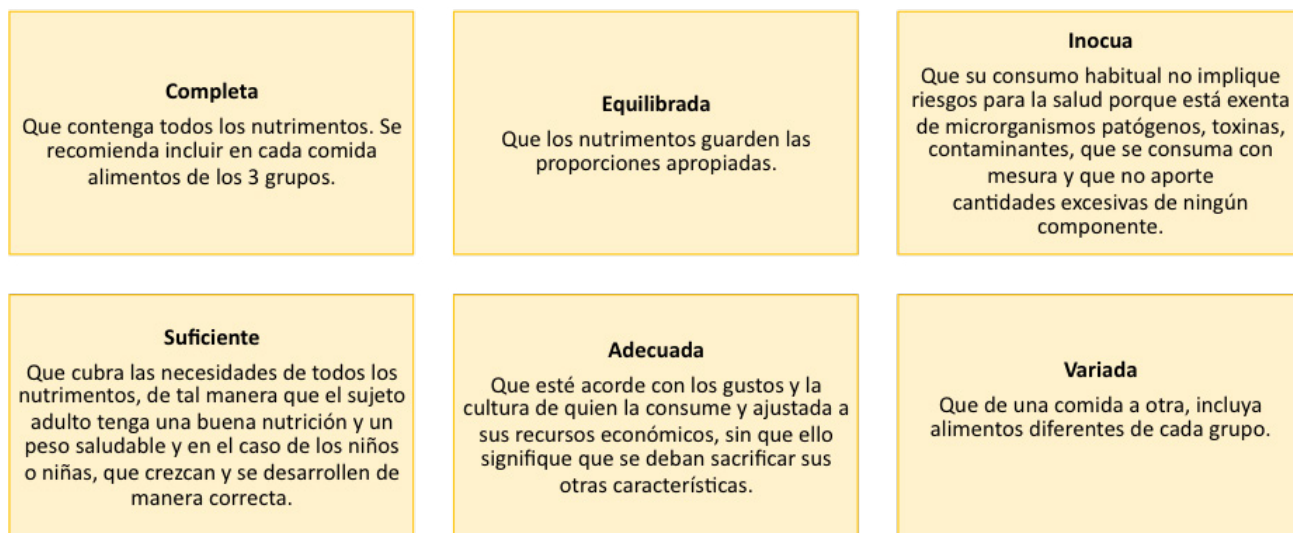 Completa
Que contenga todos los nutrimentos. Se
recomienda incluir en cada comida
alimentos de los 3 grupos.
Equilibrada
Que los nutrimentos guarden las
proporciones apropiadas.
Inocua
Que su consumo habitual no implique
riesgos para la salud porque está exenta
de microrganismos patógenos, toxinas,
contaminantes, que se consuma con
mesura y que no aporte
cantidades excesivas de ningún
componente.
Suficiente
Que cubra las necesidades de todos los
nutrimentos, de tal manera que el sujeto
adulto tenga una buena nutrición y un
peso saludable y en el caso de los niños
o niñas, que crezcan y se desarrollen de
manera correcta.
Adecuada
Que esté acorde con los gustos y la
cultura de quien la consume y ajustada a
sus recursos económicos, sin que ello
signifique que se deban sacrificar sus
otras características.
Variada
Que de una comida a otra, incluya
alimentos diferentes de cada grupo.